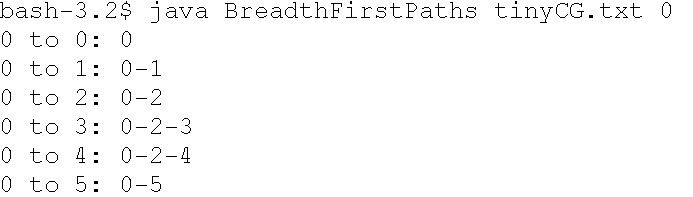 bash-3.2$ java BreadthFirstPaths tinyCG.txt 0
0 to 0: 0
0 to 1: 0-1
0 to 2: 0-2
0 to 3: 0-2-3
0 to 4: 0-2-4
0 to 5: 0-5